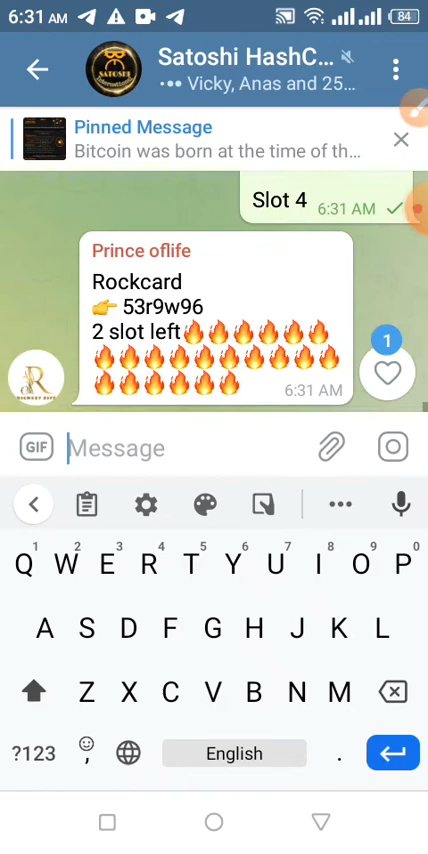 6:31 AM 84
Satoshi HashC...
Vicky, Anas and 25...
SATOSHI
Pinned Message
Bitcoin was born at the time of th...
Slot 4 6:31 AM
Prince oflife
Rockcard
👉 53r9w96
2 slot left🔥🔥🔥🔥🔥🔥
🔥🔥🔥🔥🔥🔥🔥🔥🔥🔥
🔥🔥🔥🔥🔥🔥 6:31 AM
R
1
GIF Message
1 2 3 4 5 6 7 8 9 0
Q W E R T Y U I O P
A S D F G H J K L
Z X C V B N M
?123 , English .